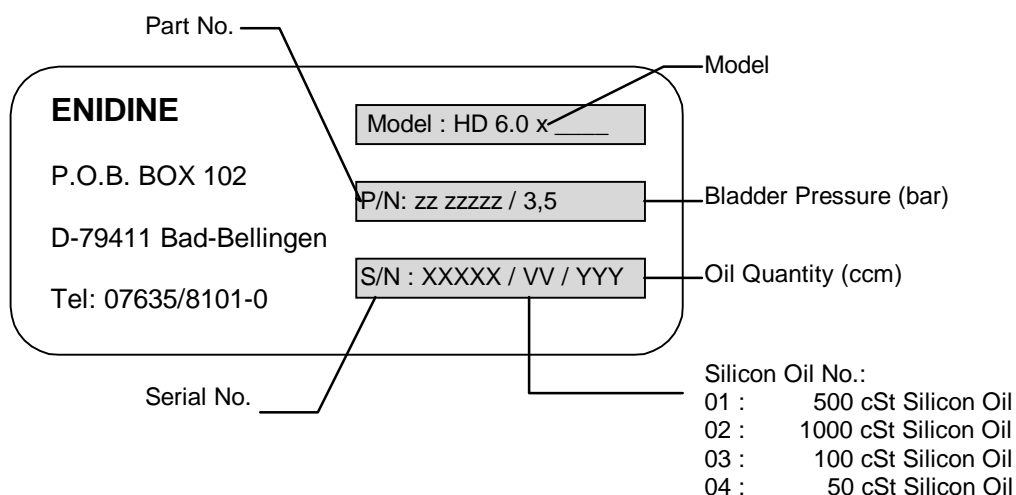 Part No.
Model
ENIDINE
Model : HD 6.0 x ____
P.O.B. BOX 102
P/N: zz zzzzz / 3,5
Bladder Pressure (bar)
D-79411 Bad-Bellingen
S/N : XXXXX / VV / YYY
Oil Quantity (ccm)
Tel: 07635/8101-0
Serial No.
Silicon Oil No.:
01 : 500 cSt Silicon Oil
02 : 1000 cSt Silicon Oil
03 : 100 cSt Silicon Oil
04 : 50 cSt Silicon Oil